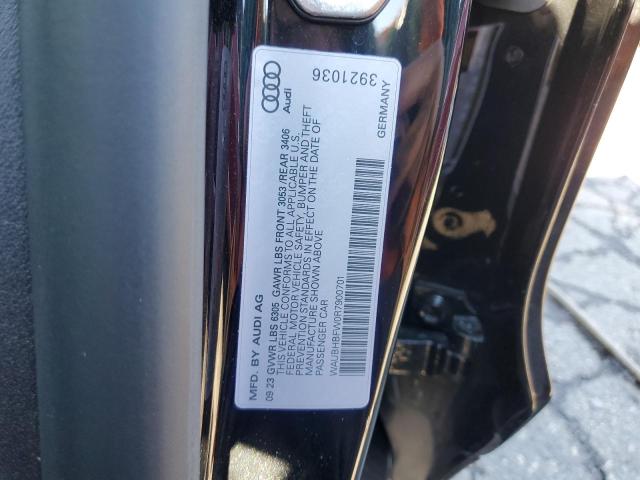 Audi
3921036
MFD. BY AUDI AG
09 23 GVWR LBS 6305 GAWR LBS FRONT 3053 /REAR 3406
THIS VEHICLE CONFORMS TO ALL APPLICABLE U.S.
FEDERAL MOTOR VEHICLE SAFETY, BUMPER AND THEFT
PREVENTION STANDARDS IN EFFECT ON THE DATE OF
MANUFACTURE SHOWN ABOVE
PASSENGER CAR
WAUBHBFW0R7900701
GERMANY